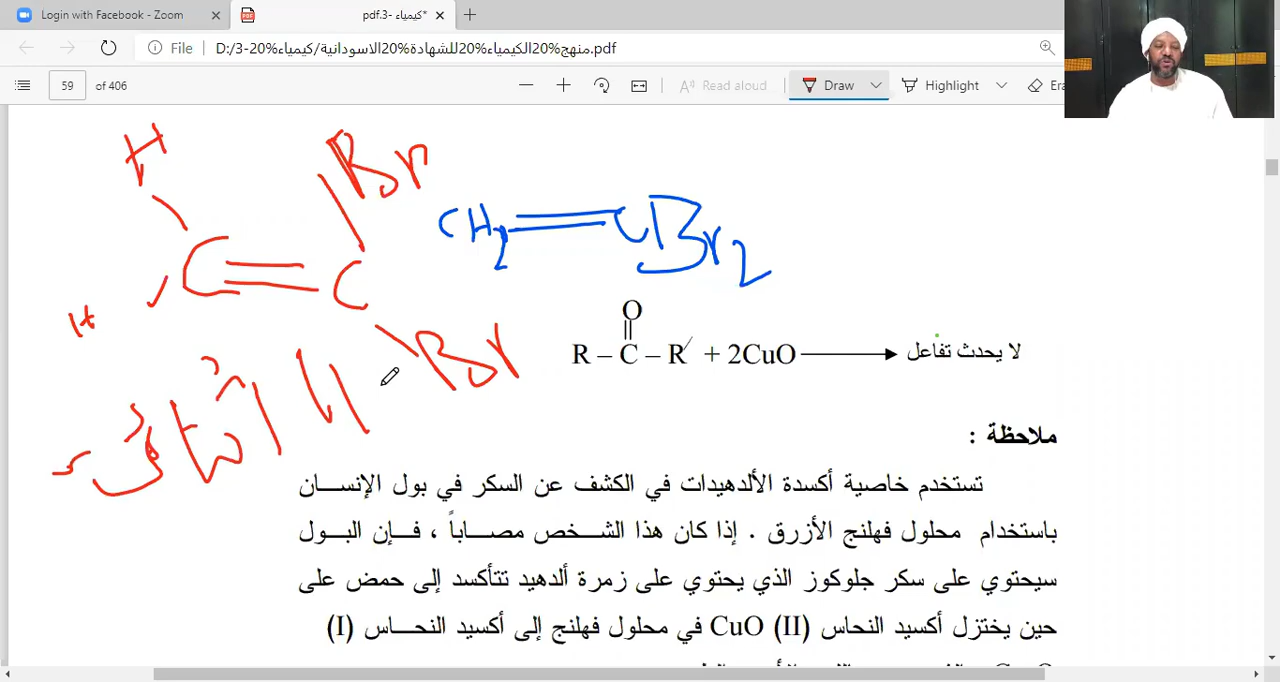 Login with Facebook - Zoom
كيمياء -3.pdf*
File D:/3-20%كيمياء/منهج%20الكيمياء%20للشهادة%20الاسودانية.pdf
59 of 406
Read aloud
Draw
Highlight
Era
H Br
C = C
H Br
CH2 = CBr2
O
R – C – R′ + 2CuO → لا يحدث تفاعل
ملاحظة :
تستخدم خاصية أكسدة الألدهيدات في الكشف عن السكر في بول الإنسان
باستخدام محلول فهلنج الأزرق . إذا كان هذا الشخص مصاباً ، فإن البول
سيحتوي على سكر جلوكوز الذي يحتوي على زمرة ألدهيد تتأكسد إلى حمض على
حين يختزل أكسيد النحاس CuO (II) في محلول فهلنج إلى أكسيد النحاس (I)